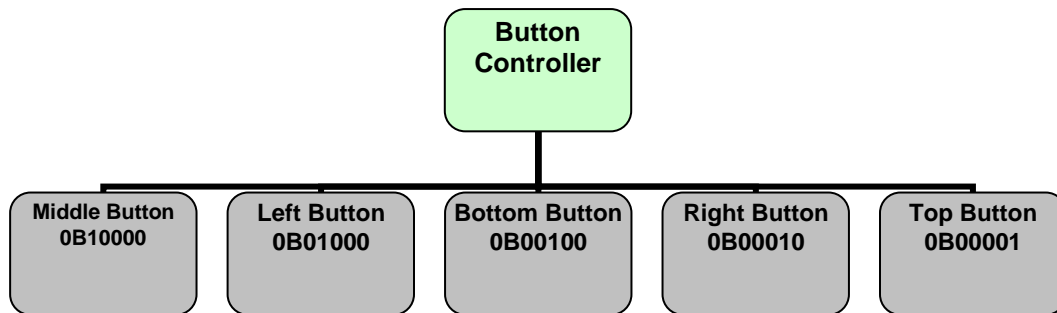 Button
Controller
Middle Button
0B10000
Left Button
0B01000
Bottom Button
0B00100
Right Button
0B00010
Top Button
0B00001